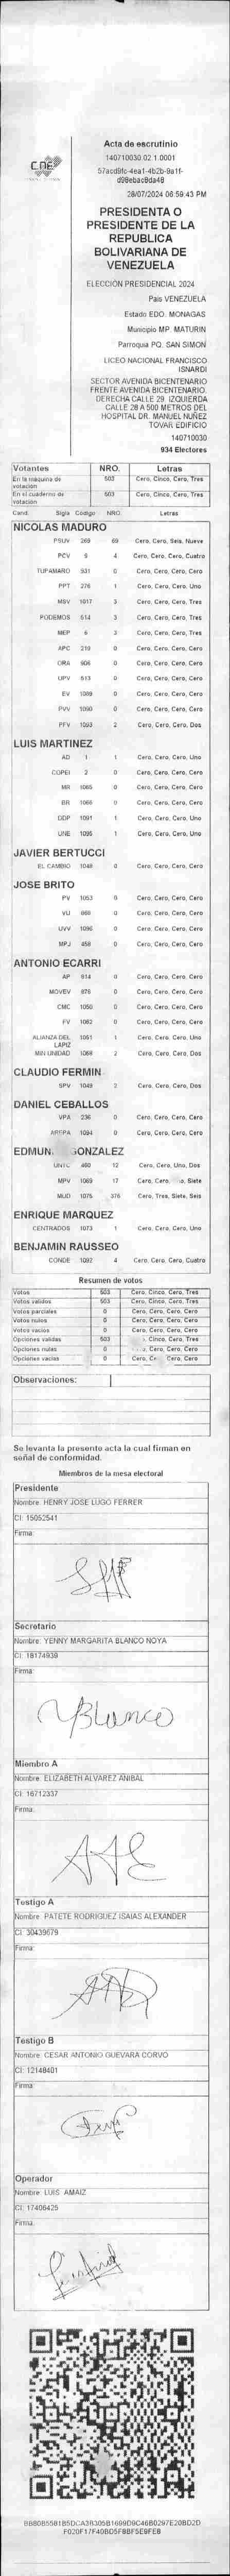 CNE
Acta de escrutinio
140710030.02.1.0001
28/07/2024 06:59:43 PM
PRESIDENTA O
PRESIDENTE DE LA
REPUBLICA
BOLIVARIANA DE
VENEZUELA
ELECCIÓN PRESIDENCIAL 2024
País VENEZUELA
Estado EDO. MONAGAS
Municipio MP. MATURIN
Parroquia PQ. SAN SIMON
LICEO NACIONAL FRANCISCO
ISNARDI
SECTOR AVENIDA BICENTENARIO
FRENTE AVENIDA BICENTENARIO.
DERECHA CALLE 29. IZQUIERDA
CALLE 28 A 500 METROS DEL
HOSPITAL DR. MANUEL NUÑEZ
TOVAR EDIFICIO
140710030
934 Electores
Votantes NRO. Letras
En la máquina de votación 503 Cero, Cinco, Cero, Tres
En el cuaderno de votación 503 Cero, Cinco, Cero, Tres
Cand. Sigla Código NRO. Letras
NICOLAS MADURO
PSUV 269 69 Cero, Cero, Seis, Nueve
PCV 9 4 Cero, Cero, Cero, Cuatro
TUPAMARO 931 0 Cero, Cero, Cero, Cero
PPT 276 1 Cero, Cero, Cero, Uno
MSV 1017 3 Cero, Cero, Cero, Tres
PODEMOS 614 3 Cero, Cero, Cero, Tres
MEP 6 3 Cero, Cero, Cero, Tres
APC 219 0 Cero, Cero, Cero, Cero
ORA 906 0 Cero, Cero, Cero, Cero
UPV 613 0 Cero, Cero, Cero, Cero
EV 1089 0 Cero, Cero, Cero, Cero
PVV 1090 0 Cero, Cero, Cero, Cero
PFV 1093 2 Cero, Cero, Cero, Dos
LUIS MARTINEZ
AD 1 1 Cero, Cero, Cero, Uno
COPEI 2 0 Cero, Cero, Cero, Cero
MR 1065 0 Cero, Cero, Cero, Cero
BR 1066 0 Cero, Cero, Cero, Cero
DDP 1091 1 Cero, Cero, Cero, Uno
UNE 1095 1 Cero, Cero, Cero, Uno
JAVIER BERTUCCI
EL CAMBIO 1048 0 Cero, Cero, Cero, Cero
JOSE BRITO
PV 1053 0 Cero, Cero, Cero, Cero
VU 968 0 Cero, Cero, Cero, Cero
UVV 1096 0 Cero, Cero, Cero, Cero
MPJ 458 0 Cero, Cero, Cero, Cero
ANTONIO ECARRI
AP 914 0 Cero, Cero, Cero, Cero
MOVEV 976 0 Cero, Cero, Cero, Cero
CMC 1050 0 Cero, Cero, Cero, Cero
FV 1062 0 Cero, Cero, Cero, Cero
ALIANZA DEL LAPIZ 1051 1 Cero, Cero, Cero, Uno
MIN UNIDAD 1068 2 Cero, Cero, Cero, Dos
CLAUDIO FERMIN
SPV 1049 2 Cero, Cero, Cero, Dos
DANIEL CEBALLOS
VPA 236 0 Cero, Cero, Cero, Cero
AREPA 1094 0 Cero, Cero, Cero, Cero
EDMUN GONZALEZ
UNTC 460 12 Cero, Cero, Uno, Dos
MPV 1069 17 Cero, Cero, Siete
MUD 1075 376 Cero, Tres, Siete, Seis
ENRIQUE MARQUEZ
CENTRADOS 1073 1 Cero, Cero, Cero, Uno
BENJAMIN RAUSSEO
CONDE 1092 4 Cero, Cero, Cero, Cuatro
Resumen de votos
Votos 503 Cero, Cinco, Cero, Tres
Votos validos 503 Cero, Cinco, Cero, Tres
Votos parciales 0 Cero, Cero, Cero, Cero
Votos nulos 0 Cero, Cero, Cero, Cero
Votos vacios 0 Cero, Cero, Cero, Cero
Opciones validas 503 Cinco, Cero, Tres
Opciones nulas 0 Cero, Cero, Cero
Opciones vacias 0 Cero, Cero, Cero
Observaciones:
Se levanta la presente acta la cual firman en
señal de conformidad.
Miembros de la mesa electoral
Presidente
Nombre: HENRY JOSE LUGO FERRER
CI: 15052541
Firma:
Secretario
Nombre: YENNY MARGARITA BLANCO NOYA
CI: 18174939
Firma:
YBlanco
Miembro A
Nombre: ELIZABETH ALVAREZ ANIBAL
CI: 16712337
Firma:
Testigo A
Nombre: PATETE RODRIGUEZ ISAIAS ALEXANDER
CI: 30439679
Firma:
Testigo B
Nombre: CESAR ANTONIO GUEVARA CORVO
CI: 12148401
Firma:
Operador
Nombre: LUIS AMAIZ
CI: 17406425
Firma: